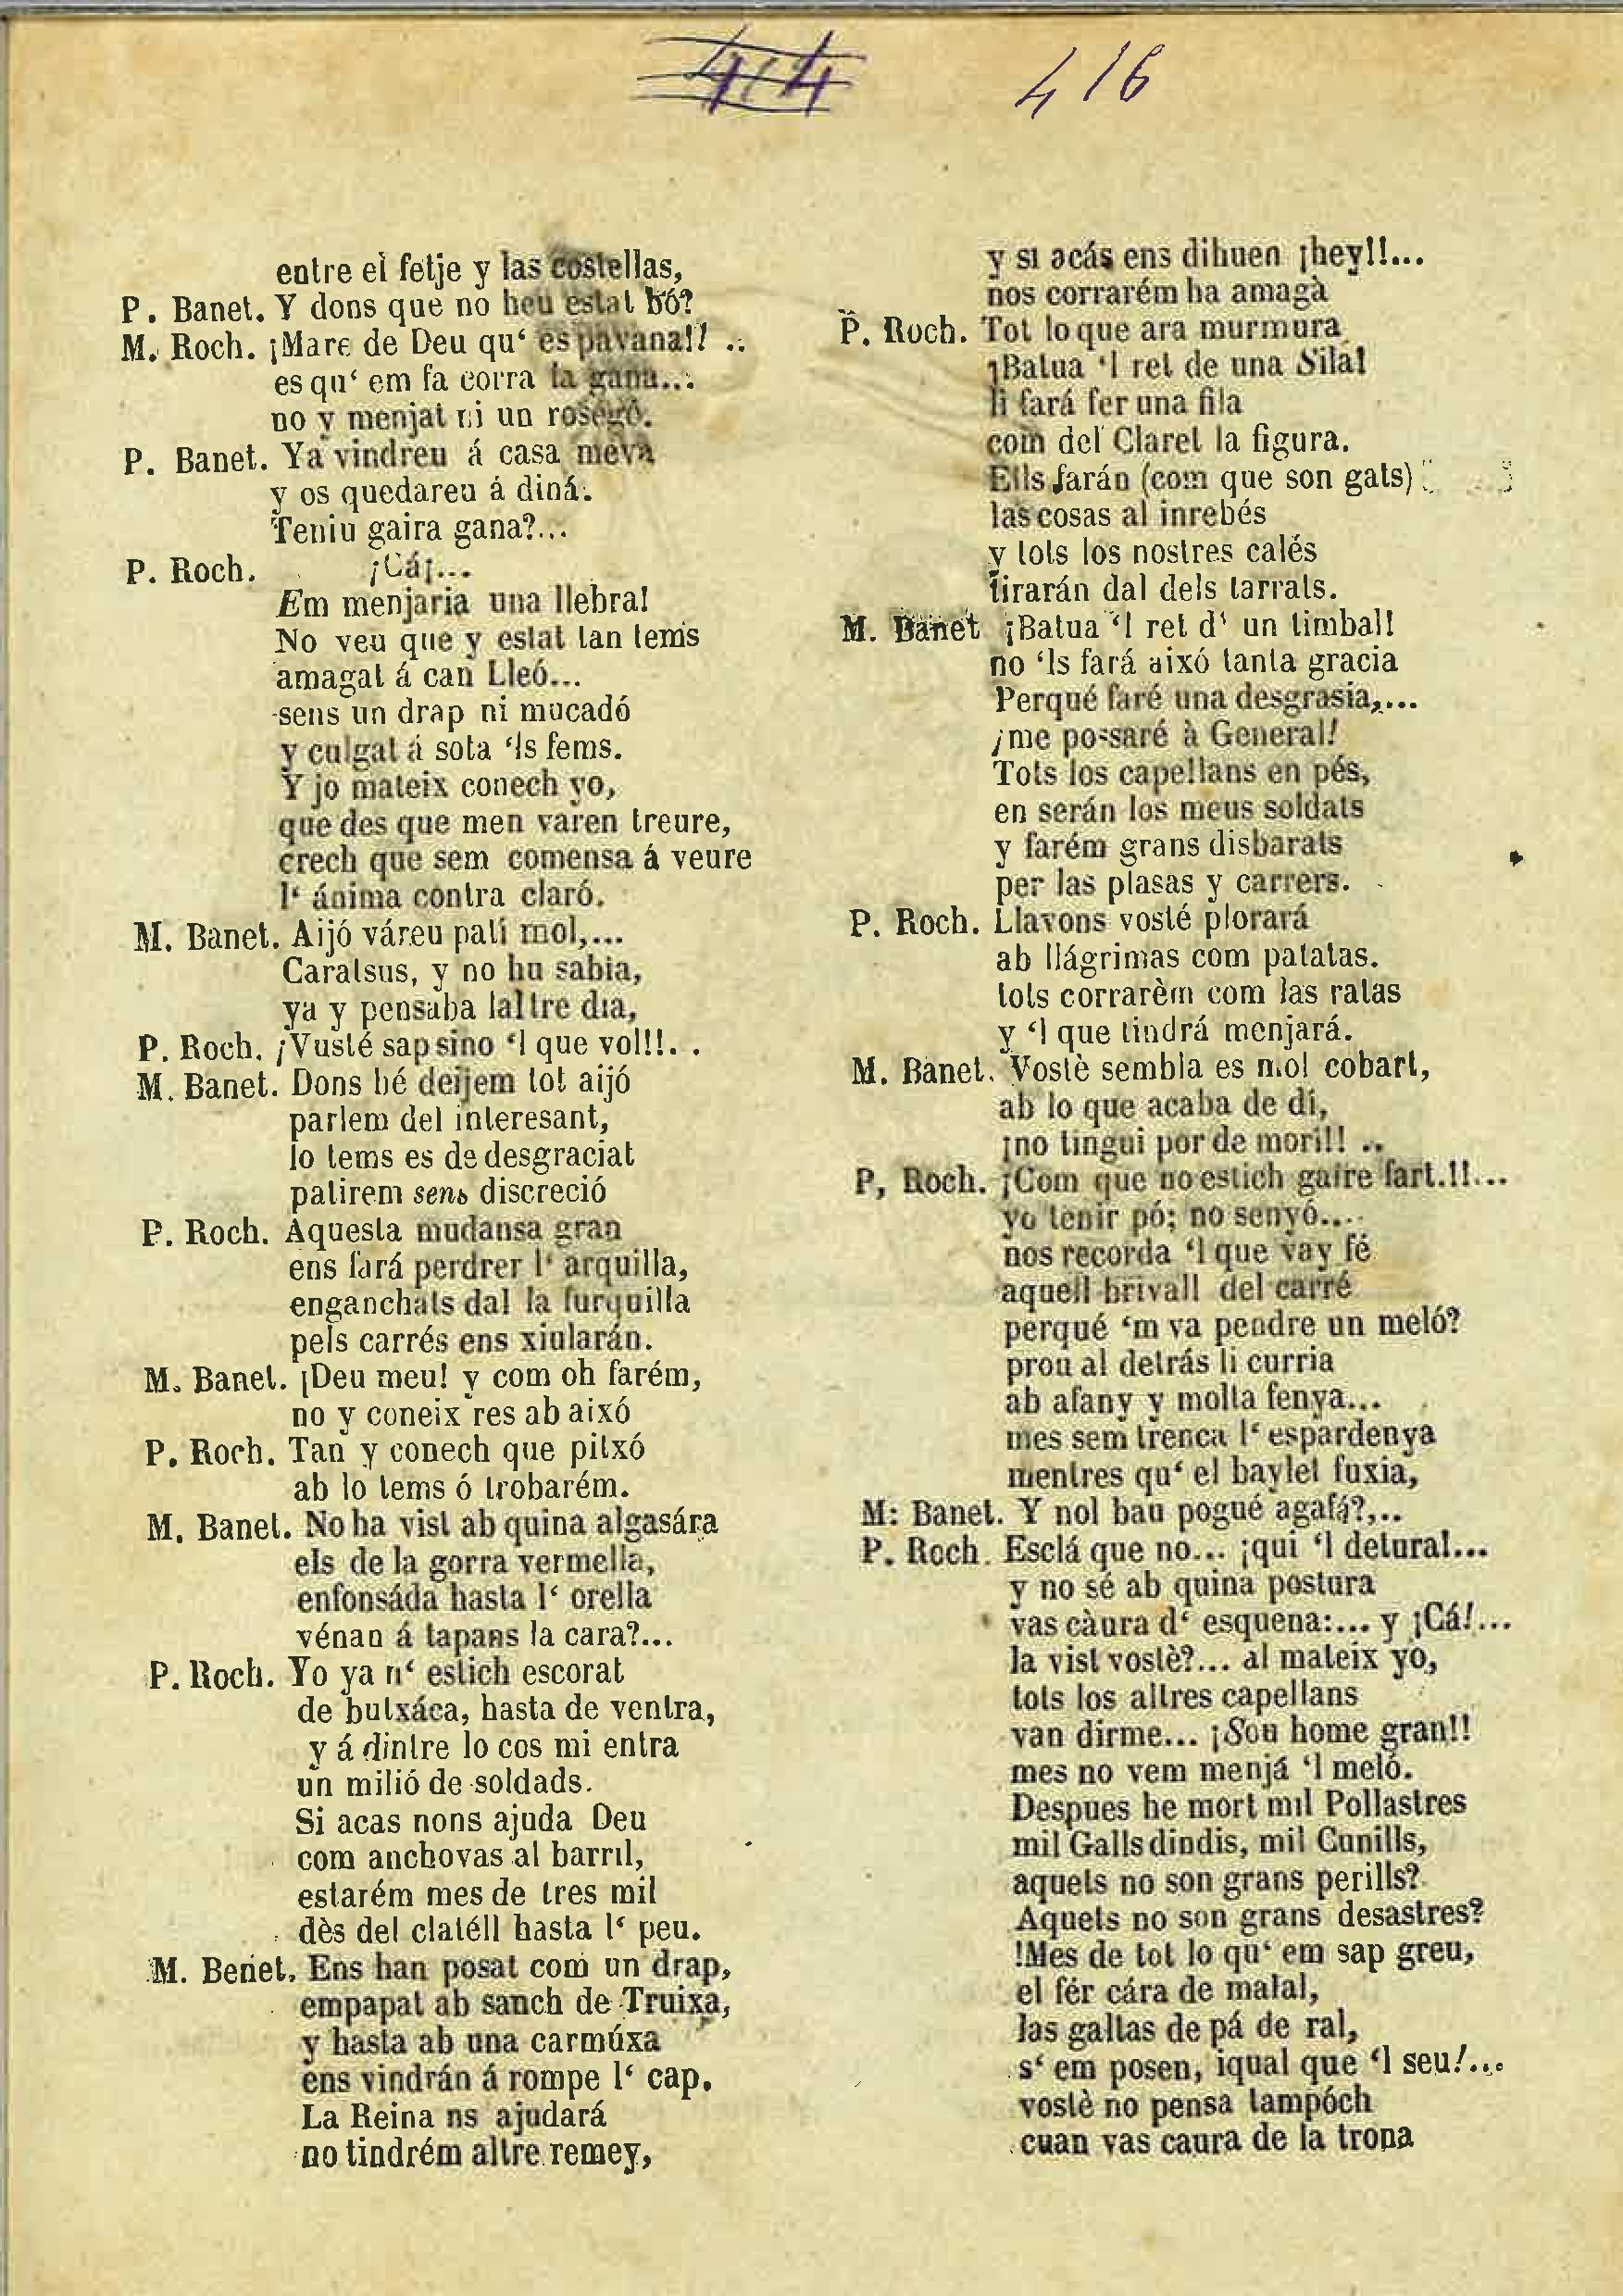 414 416
entre el fetje y las costellas,
P. Banet. Y dons que no heu estat bó?
M. Roch. ¡Mare de Deu qu‘ espavana!! ..
es qu‘ em fa corra la gana...
no y menjat ni un rosegó.
P. Banet. Ya vindreu á casa meva
y os quedareu á diná.
Teniu gaira gana?...
P. Roch. ¡Cá¡...
Em menjaria una llebra!
No veu que y estat tan tems
amagat á can Lleó...
sens un drap ni mucadó
y culgat á sota ‘ls fems.
Y jo mateix conech yo,
que des que men varen treure,
crech que sem comensa á veure
l‘ ánima contra claró.
M. Banet. Aijó váreu patí mol,...
Caratsus, y no hu sabia,
ya y pensaba laltre dia,
P. Roch. ¡Vusté sap sino ‘l que vol!!. .
M. Banet. Dons bé deijem tot aijó
parlem del interesant,
lo tems es de desgraciat
patirem sens discreció
P. Roch. Aquesta mudansa gran
ens fará perdrer l‘ arquilla,
enganchats dal la furquilla
pels carrés ens xiularán.
M. Banet. ¡Deu meu! y com oh farém,
no y coneix res ab aixó
P. Roch. Tan y conech que pitxó
ab lo tems ó trobarém.
M. Banet. No ha vist ab quina algasára
els de la gorra vermella,
enfonsáda hasta l‘ orella
vénan á tapans la cara?...
P. Roch. Yo ya n‘ estich escorat
de butxáca, hasta de ventra,
y á dintre lo cos mi entra
un milió de soldads.
Si acas nons ajuda Deu
com anchovas al barril,
estarém mes de tres mil
dès del clatéll hasta l‘ peu.
M. Benet. Ens han posat com un drap,
empapat ab sanch de Truixa,
y hasta ab una carmúxa
ens vindrán á rompe l‘ cap.
La Reina ns ajudará
no tindrém altre remey,
y si acás ens dihuen ¡hey!!...
nos corrarém ha amagà
P. Roch. Tot lo que ara murmura
¡Batua ‘l ret de una Sila!
li fará fer una fila
com del Claret la figura.
Ells farán (com que son gats)
las cosas al inrebés
y tots los nostres calés
tirarán dal dels tarrats.
M. Banet ¡Batua ‘l ret d‘ un timbal!
no ‘ls fará aixó tanta gracia
Perqué faré una desgrasia,...
¡me possaré à General!
Tots los capellans en pés,
en serán los meus soldats
y farém grans disbarats
per las plasas y carrers.
P. Roch. Llavons vosté plorará
ab llágrimas com patatas.
tots corrarèm com las ratas
y ‘l que tindrá menjará.
M. Banet. Vostè sembla es mol cobart,
ab lo que acaba de di,
¡no tingui por de mori!! ..
P, Roch. ¡Com que no estich gaire fart.!!...
yo tenir pó; no senyó....
nos recorda ‘l que vay fé
aquell brivall del carré
perqué ‘m va pendre un meló?
prou al detrás li curria
ab afany y molta fenya...
mes sem trenca l‘ espardenya
mentres qu‘ el baylet fuxia,
M: Banet. Y nol bau pogué agafá?,..
P. Roch. Esclá que no... ¡qui ‘l detura!...
y no sé ab quina postura
vas càura d‘ esquena:... y ¡Cá!...
la vist vostè?... al mateix yo,
tots los altres capellans
van dirme... ¡Sou home gran!!
mes no vem menjá ‘l meló.
Despues he mort mil Pollastres
mil Galls dindis, mil Cunills,
aquets no son grans perills?
Aquets no son grans desastres?
!Mes de tot lo qu‘ em sap greu,
el fér cára de malal,
las galtas de pá de ral,
s‘ em posen, iqual que ‘l seu!...
vostè no pensa tampóch
cuan vas caura de la trona